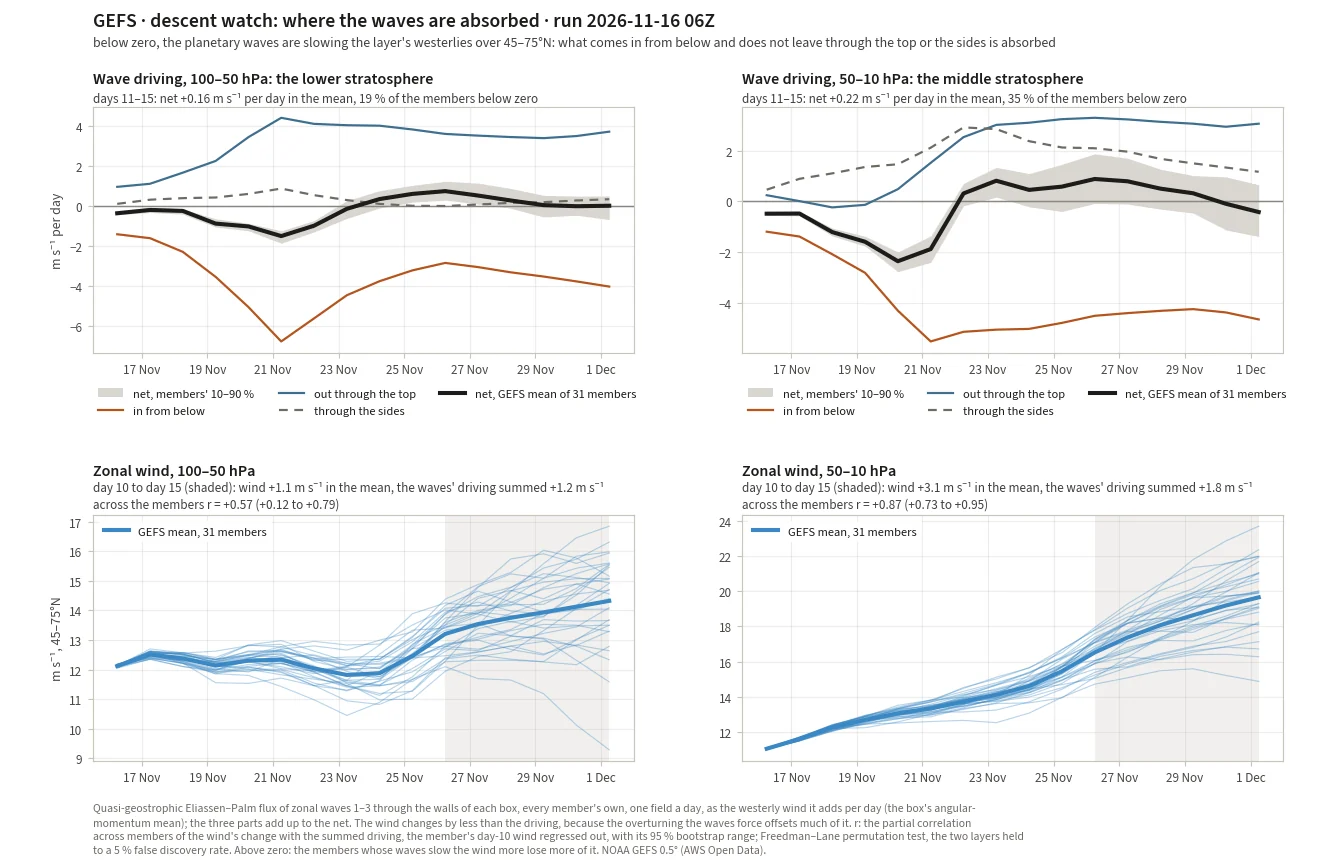 GEFS · descent watch: where the waves are absorbed · run 2026-11-16 06Z
below zero, the planetary waves are slowing the layer's westerlies over 45–75°N: what comes in from below and does not leave through the top or the sides is absorbed
Wave driving, 100–50 hPa: the lower stratosphere
days 11–15: net +0.16 m s⁻¹ per day in the mean, 19 % of the members below zero
4
2
0
−2
−4
−6
m s⁻¹ per day
17 Nov 19 Nov 21 Nov 23 Nov 25 Nov 27 Nov 29 Nov 1 Dec
net, members' 10–90 % out through the top net, GEFS mean of 31 members
in from below through the sides
Wave driving, 50–10 hPa: the middle stratosphere
days 11–15: net +0.22 m s⁻¹ per day in the mean, 35 % of the members below zero
2
0
−2
−4
17 Nov 19 Nov 21 Nov 23 Nov 25 Nov 27 Nov 29 Nov 1 Dec
net, members' 10–90 % out through the top net, GEFS mean of 31 members
in from below through the sides
Zonal wind, 100–50 hPa
day 10 to day 15 (shaded): wind +1.1 m s⁻¹ in the mean, the waves' driving summed +1.2 m s⁻¹
across the members r = +0.57 (+0.12 to +0.79)
GEFS mean, 31 members
17
16
15
14
13
12
11
10
9
m s⁻¹, 45–75°N
17 Nov 19 Nov 21 Nov 23 Nov 25 Nov 27 Nov 29 Nov 1 Dec
Zonal wind, 50–10 hPa
day 10 to day 15 (shaded): wind +3.1 m s⁻¹ in the mean, the waves' driving summed +1.8 m s⁻¹
across the members r = +0.87 (+0.73 to +0.95)
GEFS mean, 31 members
24
22
20
18
16
14
12
17 Nov 19 Nov 21 Nov 23 Nov 25 Nov 27 Nov 29 Nov 1 Dec
Quasi-geostrophic Eliassen–Palm flux of zonal waves 1–3 through the walls of each box, every member's own, one field a day, as the westerly wind it adds per day (the box's angular-
momentum mean); the three parts add up to the net. The wind changes by less than the driving, because the overturning the waves force offsets much of it. r: the partial correlation
across members of the wind's change with the summed driving, the member's day-10 wind regressed out, with its 95 % bootstrap range; Freedman–Lane permutation test, the two layers held
to a 5 % false discovery rate. Above zero: the members whose waves slow the wind more lose more of it. NOAA GEFS 0.5° (AWS Open Data).